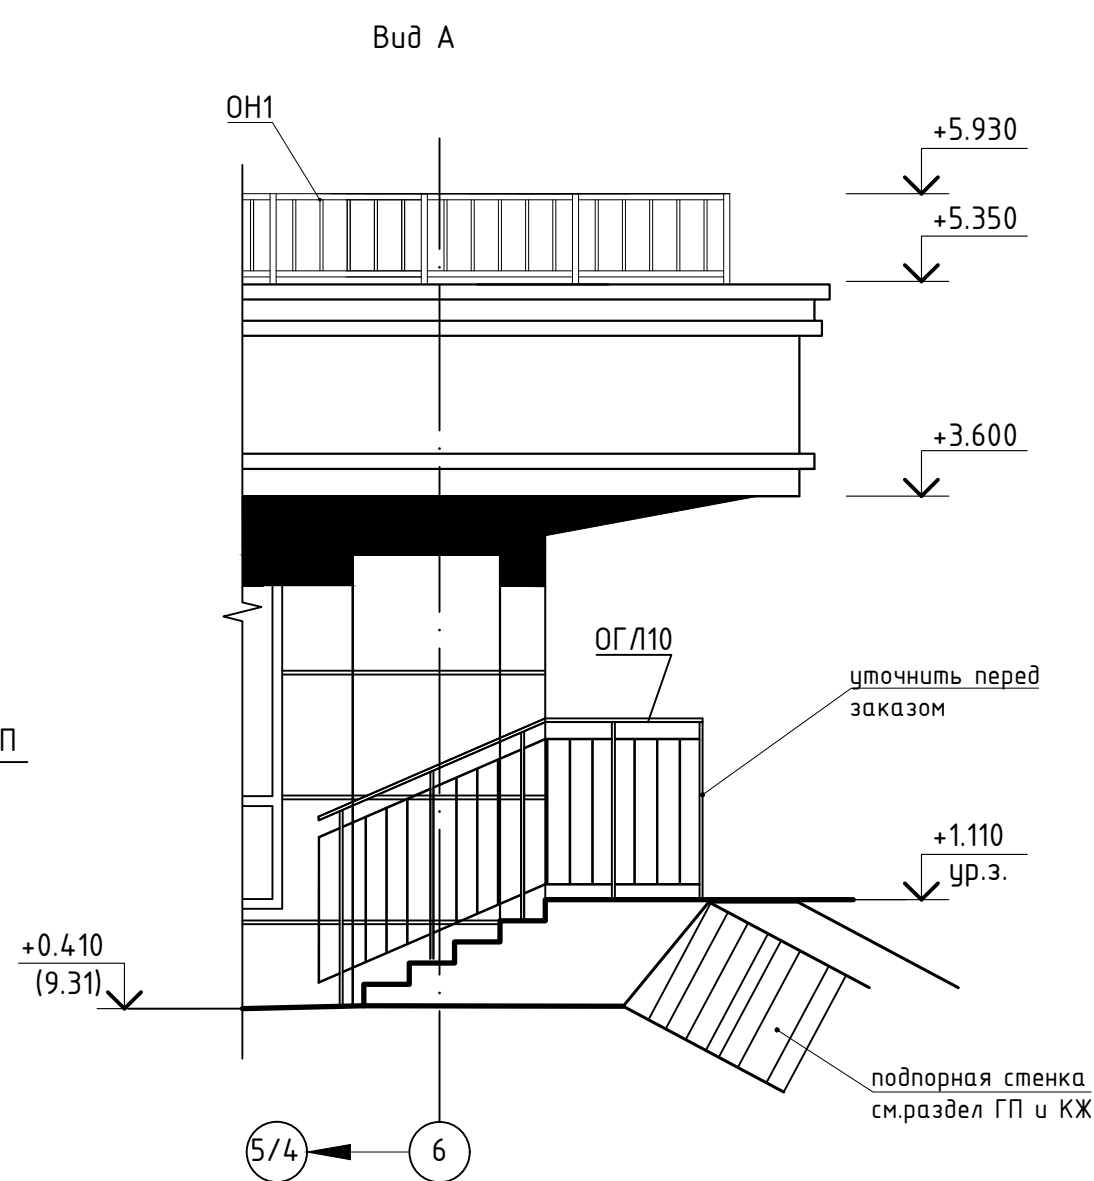 Вид А
ОН1
+5.930
+5.350
+3.600
ОГЛ10
уточнить перед
заказом
П
+1.110
ур.з.
+0.410
(9.31)
подпорная стенка
см.раздел ГП и КЖ
5/4
6